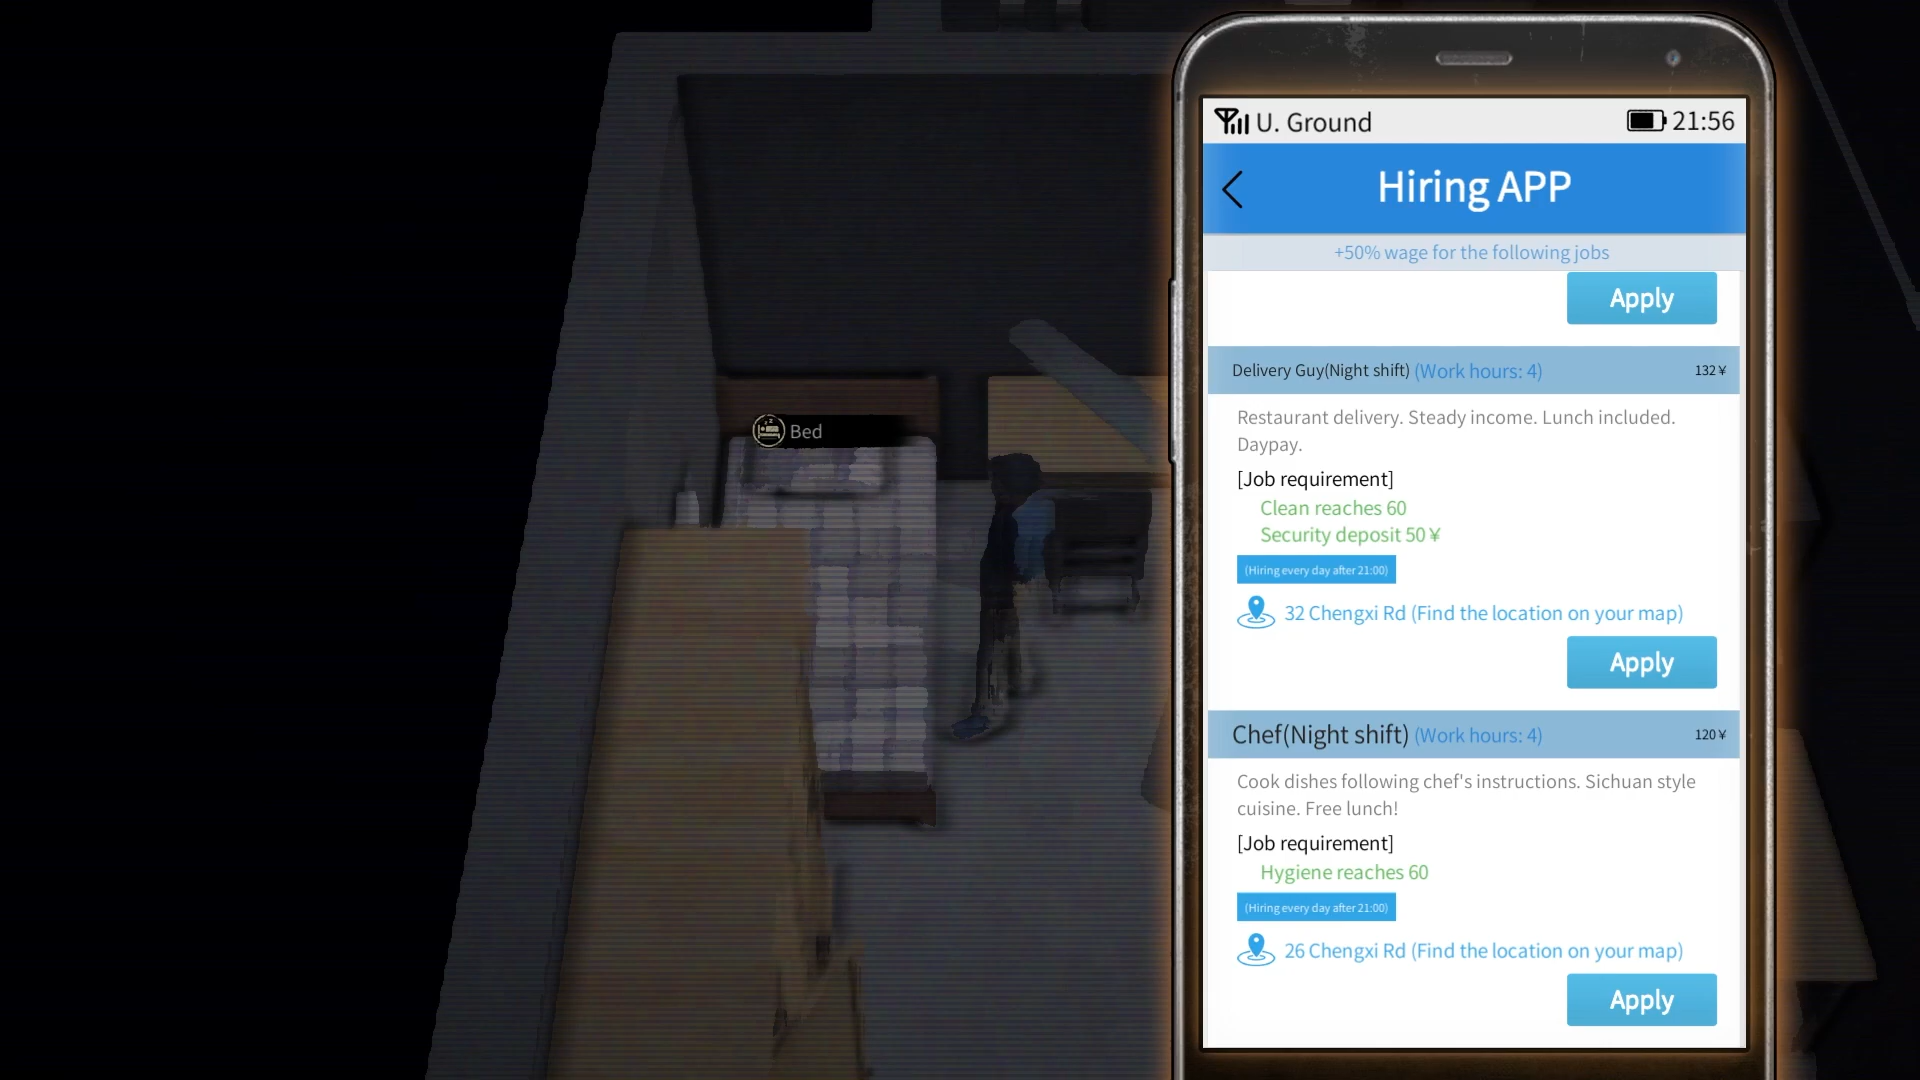 U. Ground
21:56
Hiring APP
+50% wage for the following jobs
Apply
Delivery Guy(Night shift) (Work hours: 4) 132¥
Restaurant delivery. Steady income. Lunch included.
Daypay.
[Job requirement]
Clean reaches 60
Security deposit 50¥
(Hiring every day after 21:00)
32 Chengxi Rd (Find the location on your map)
Apply
Chef(Night shift) (Work hours: 4) 120¥
Cook dishes following chef's instructions. Sichuan style
cuisine. Free lunch!
[Job requirement]
Hygiene reaches 60
(Hiring every day after 21:00)
26 Chengxi Rd (Find the location on your map)
Apply
Bed